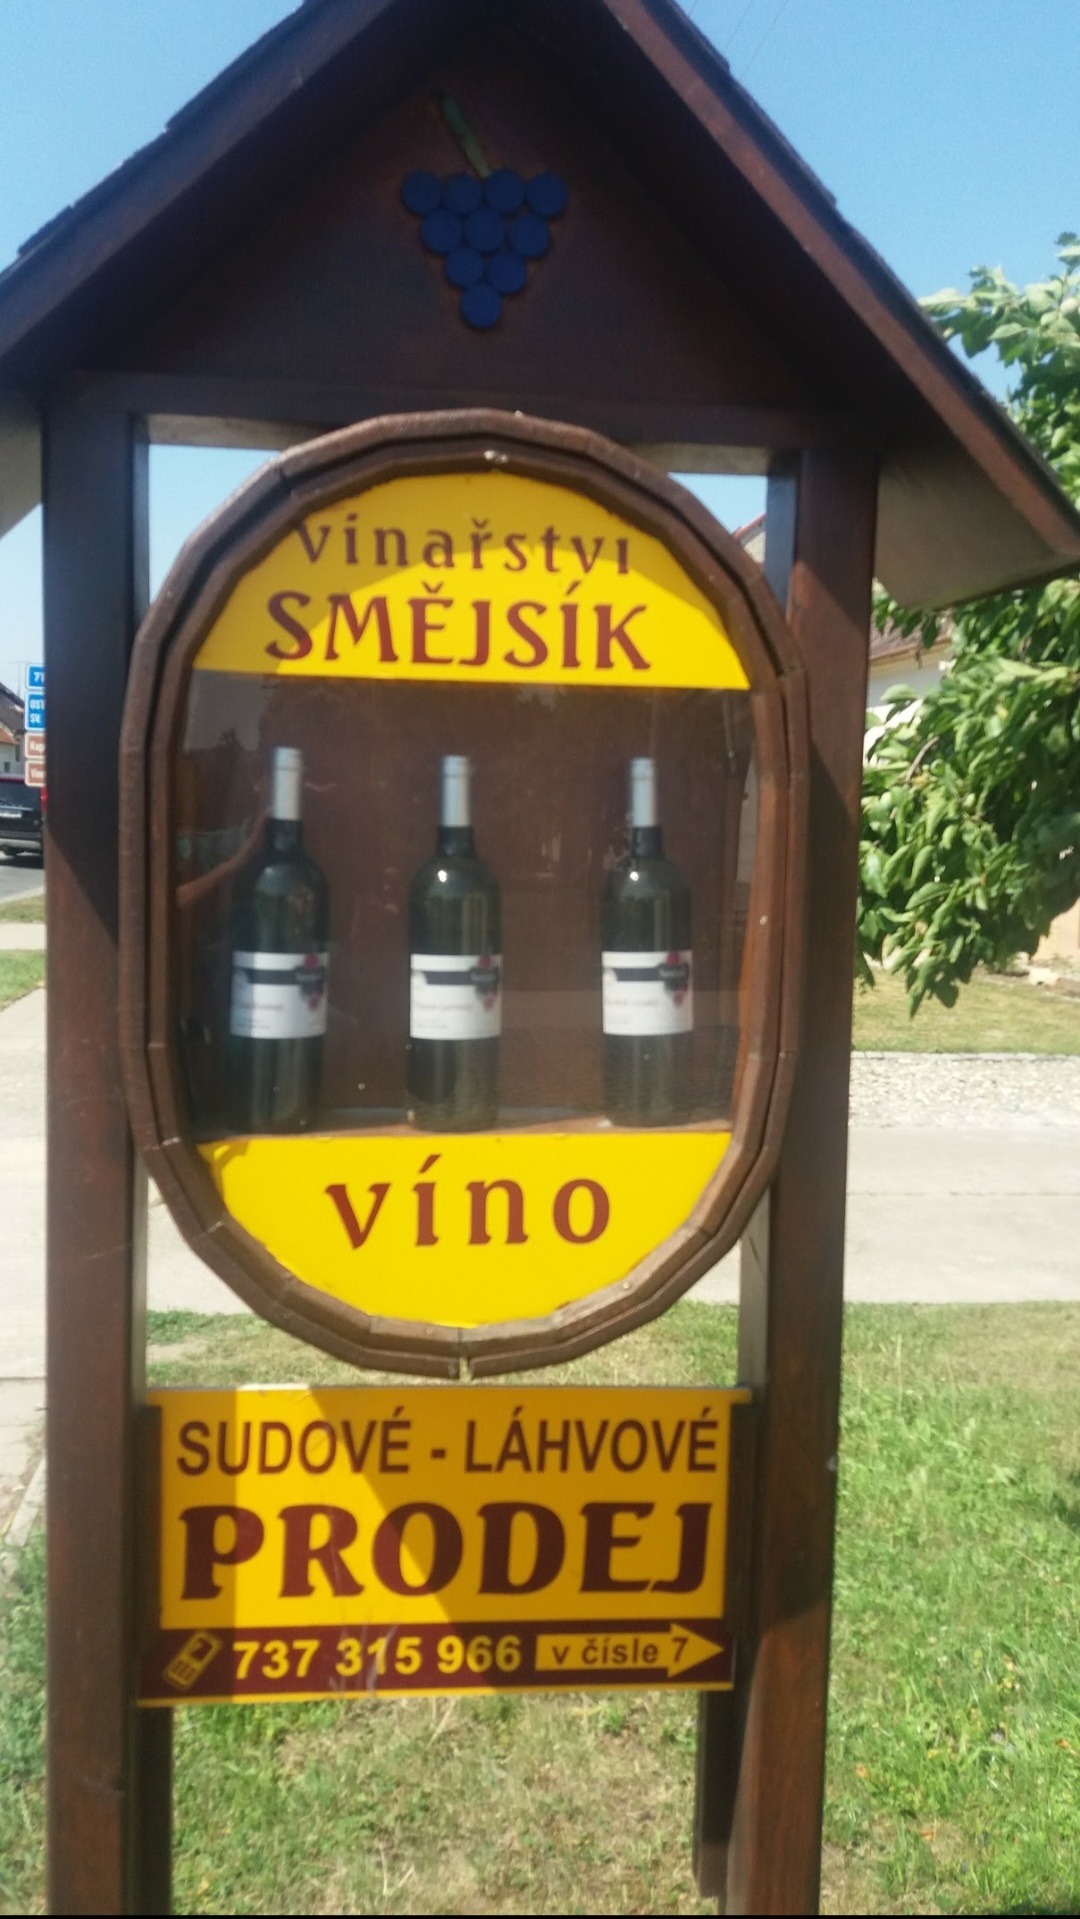 vinařství
SMĚJSÍK
víno
SUDOVÉ - LÁHVOVÉ
PRODEJ
737 315 966 v čísle 7